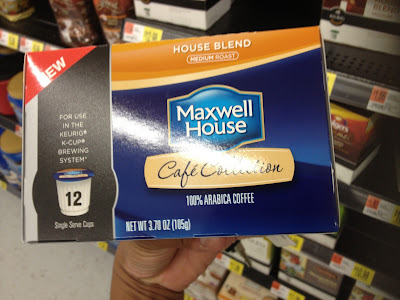 HOUSE BLEND
MEDIUM ROAST
NEW
FOR USE
IN THE
KEURIG®
K-CUP®
BREWING
SYSTEM*
12
Single Serve Cups
Maxwell
House
Café Collection
100% ARABICA COFFEE
NET WT 3.70 OZ (105g)